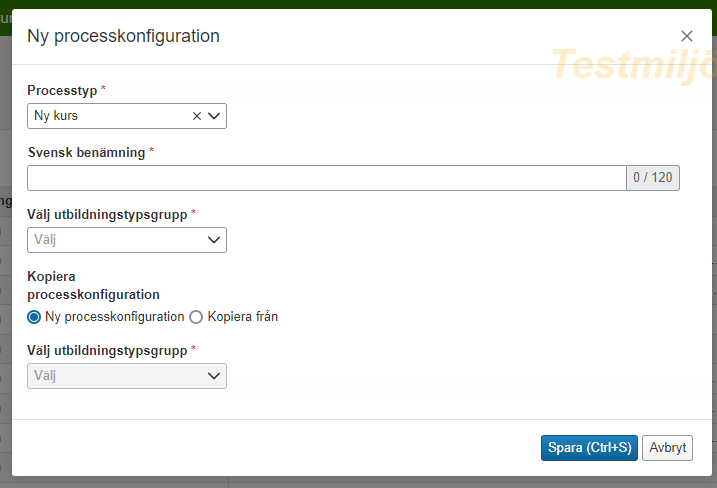 Ny processkonfiguration
Testmiljö
Processtyp *
Ny kurs
Svensk benämning *
0 / 120
Välj utbildningstypsgrupp *
Välj
Kopiera
processkonfiguration
Ny processkonfiguration Kopiera från
Välj utbildningstypsgrupp *
Välj
Spara (Ctrl+S) Avbryt